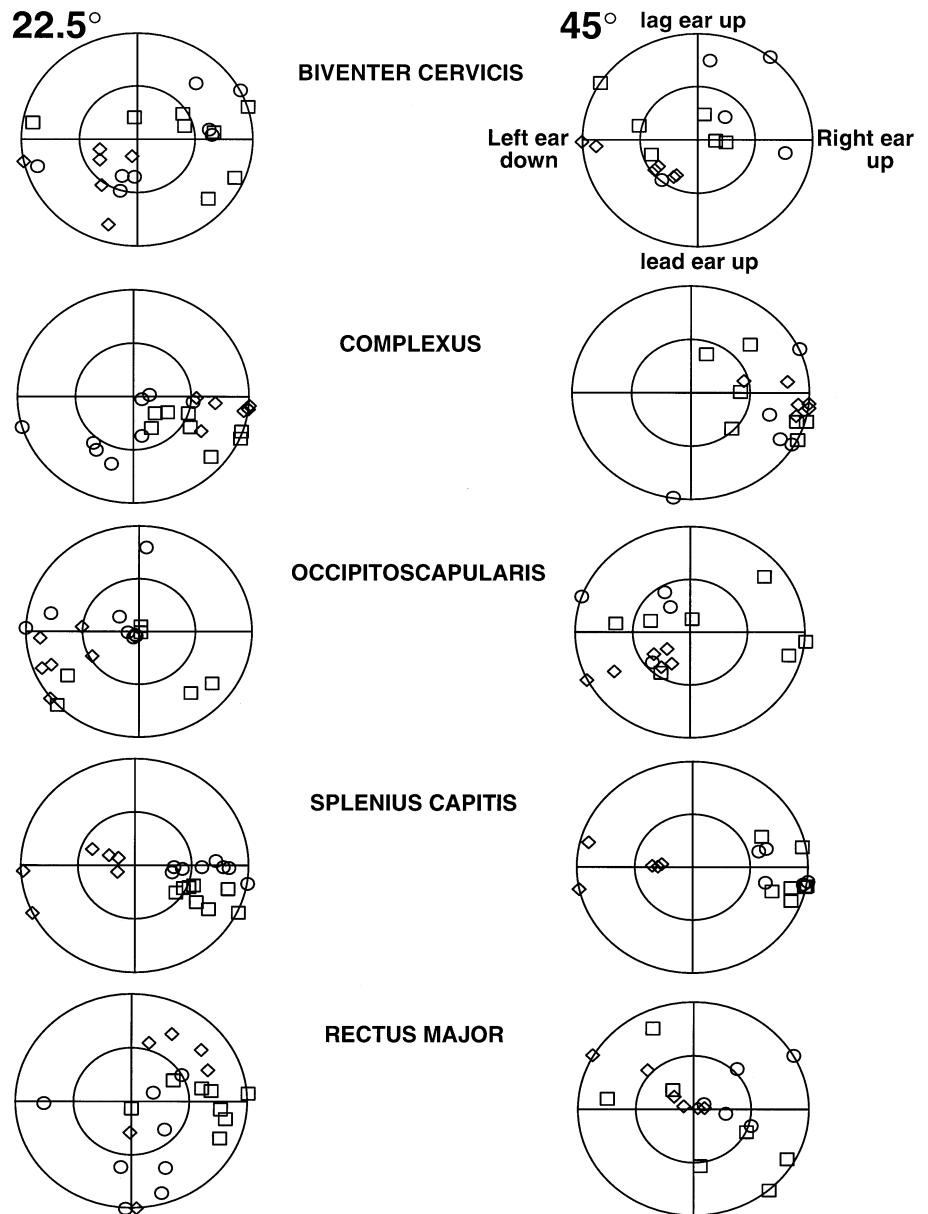 22.5°
45°
lag ear up
BIVENTER CERVICIS
Left ear
down
Right ear
up
lead ear up
COMPLEXUS
OCCIPITOSCAPULARIS
SPLENIUS CAPITIS
RECTUS MAJOR